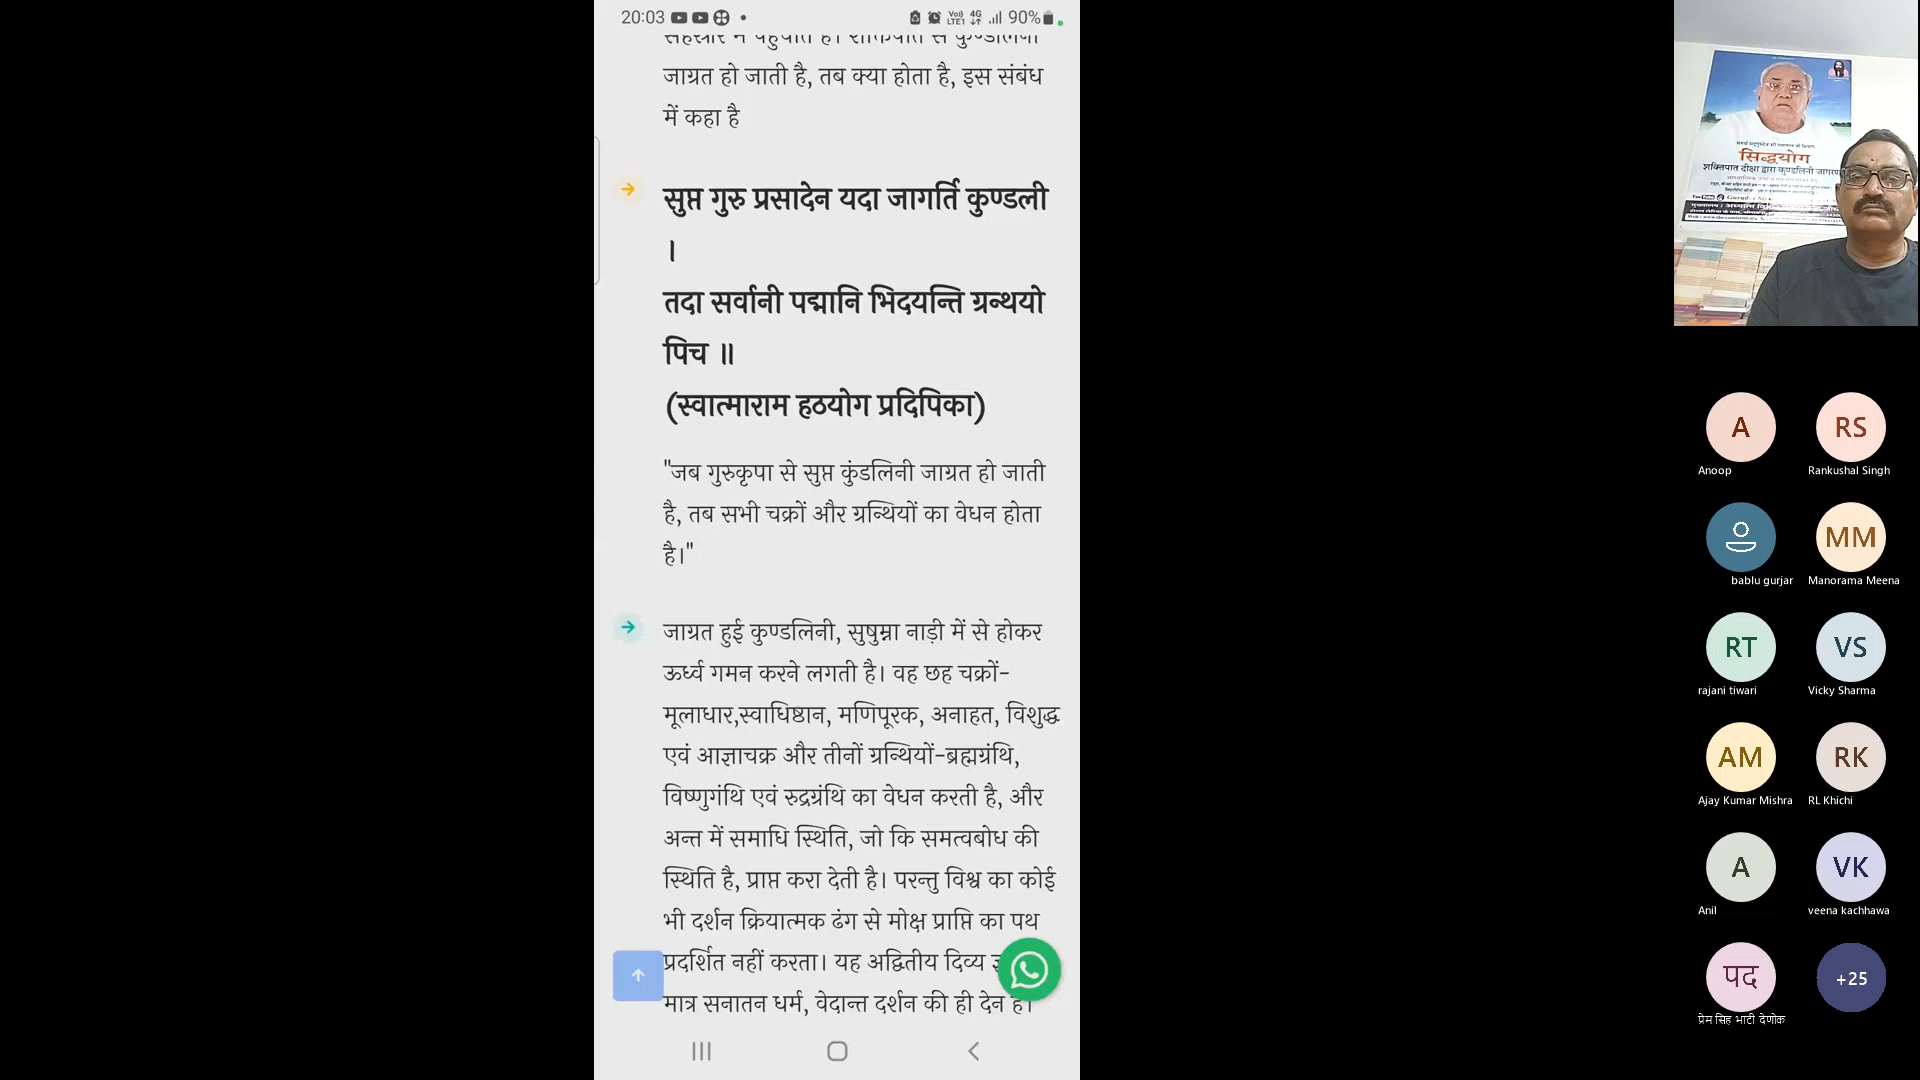 20:03
90%
जाग्रत हो जाती है, तब क्या होता है, इस संबंध
में कहा है
सुप्त गुरु प्रसादेन यदा जागर्ति कुण्डली
।
तदा सर्वानी पद्मानि भिदयन्ति ग्रन्थयो
पिच ॥
(स्वात्माराम हठयोग प्रदिपिका)
"जब गुरुकृपा से सुप्त कुंडलिनी जाग्रत हो जाती
है, तब सभी चक्रों और ग्रन्थियों का वेधन होता
है।"
जाग्रत हुई कुण्डलिनी, सुषुम्ना नाड़ी में से होकर
ऊर्ध्व गमन करने लगती है। वह छह चक्रों-
मूलाधार,स्वाधिष्ठान, मणिपूरक, अनाहत, विशुद्ध
एवं आज्ञाचक्र और तीनों ग्रन्थियों-ब्रह्मग्रंथि,
विष्णुगंथि एवं रुद्रग्रंथि का वेधन करती है, और
अन्त में समाधि स्थिति, जो कि समत्वबोध की
स्थिति है, प्राप्त करा देती है। परन्तु विश्व का कोई
भी दर्शन क्रियात्मक ढंग से मोक्ष प्राप्ति का पथ
प्रदर्शित नहीं करता। यह अद्वितीय दिव्य
मात्र सनातन धर्म, वेदान्त दर्शन की ही देन है।
सिद्धयोग
शक्तिपात दीक्षा द्वारा कुण्डलिनी जागरण
A RS
Anoop Rankushal Singh
MM
bablu gurjar Manorama Meena
RT VS
rajani tiwari Vicky Sharma
AM RK
Ajay Kumar Mishra RL Khichi
A VK
Anil veena kachhawa
पद +25
प्रेम सिह भाटी देणोक